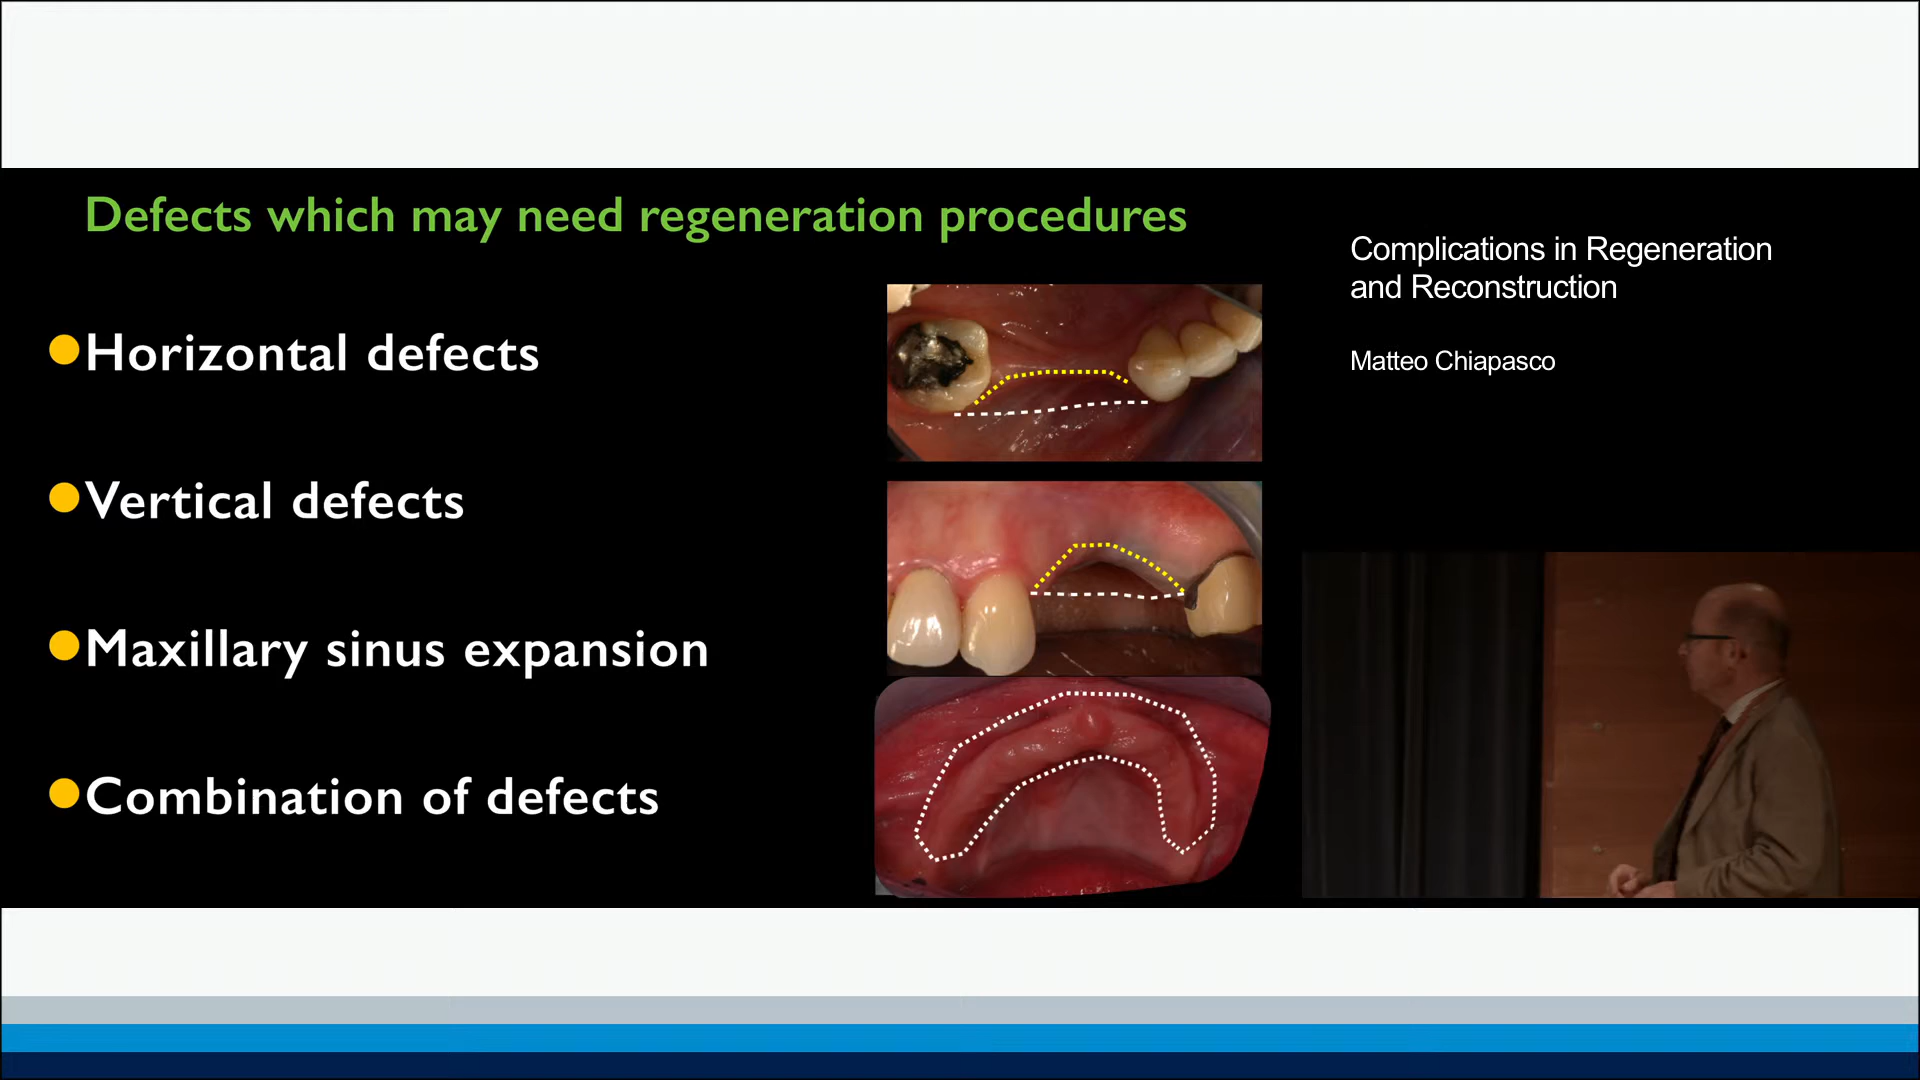 Defects which may need regeneration procedures
Horizontal defects
Vertical defects
Maxillary sinus expansion
Combination of defects
Complications in Regeneration
and Reconstruction
Matteo Chiapasco